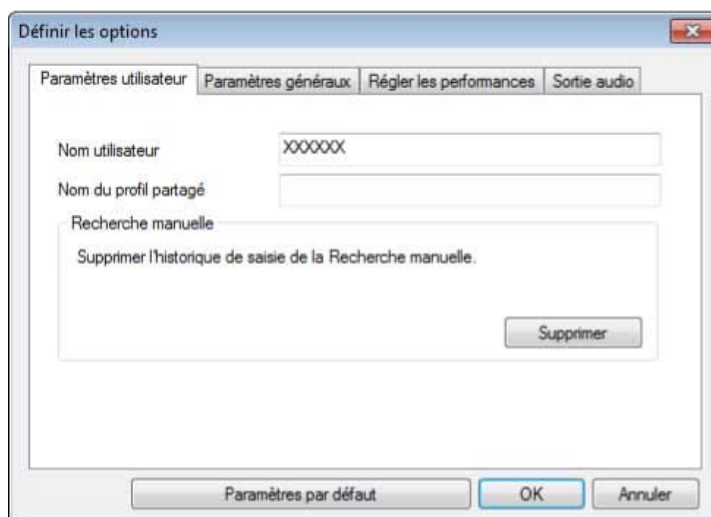 Définir les options
Paramètres utilisateur Paramètres généraux Régler les performances Sortie audio
Nom utilisateur XXXXXX
Nom du profil partagé
Recherche manuelle
Supprimer l'historique de saisie de la Recherche manuelle.
Supprimer
Paramètres par défaut OK Annuler